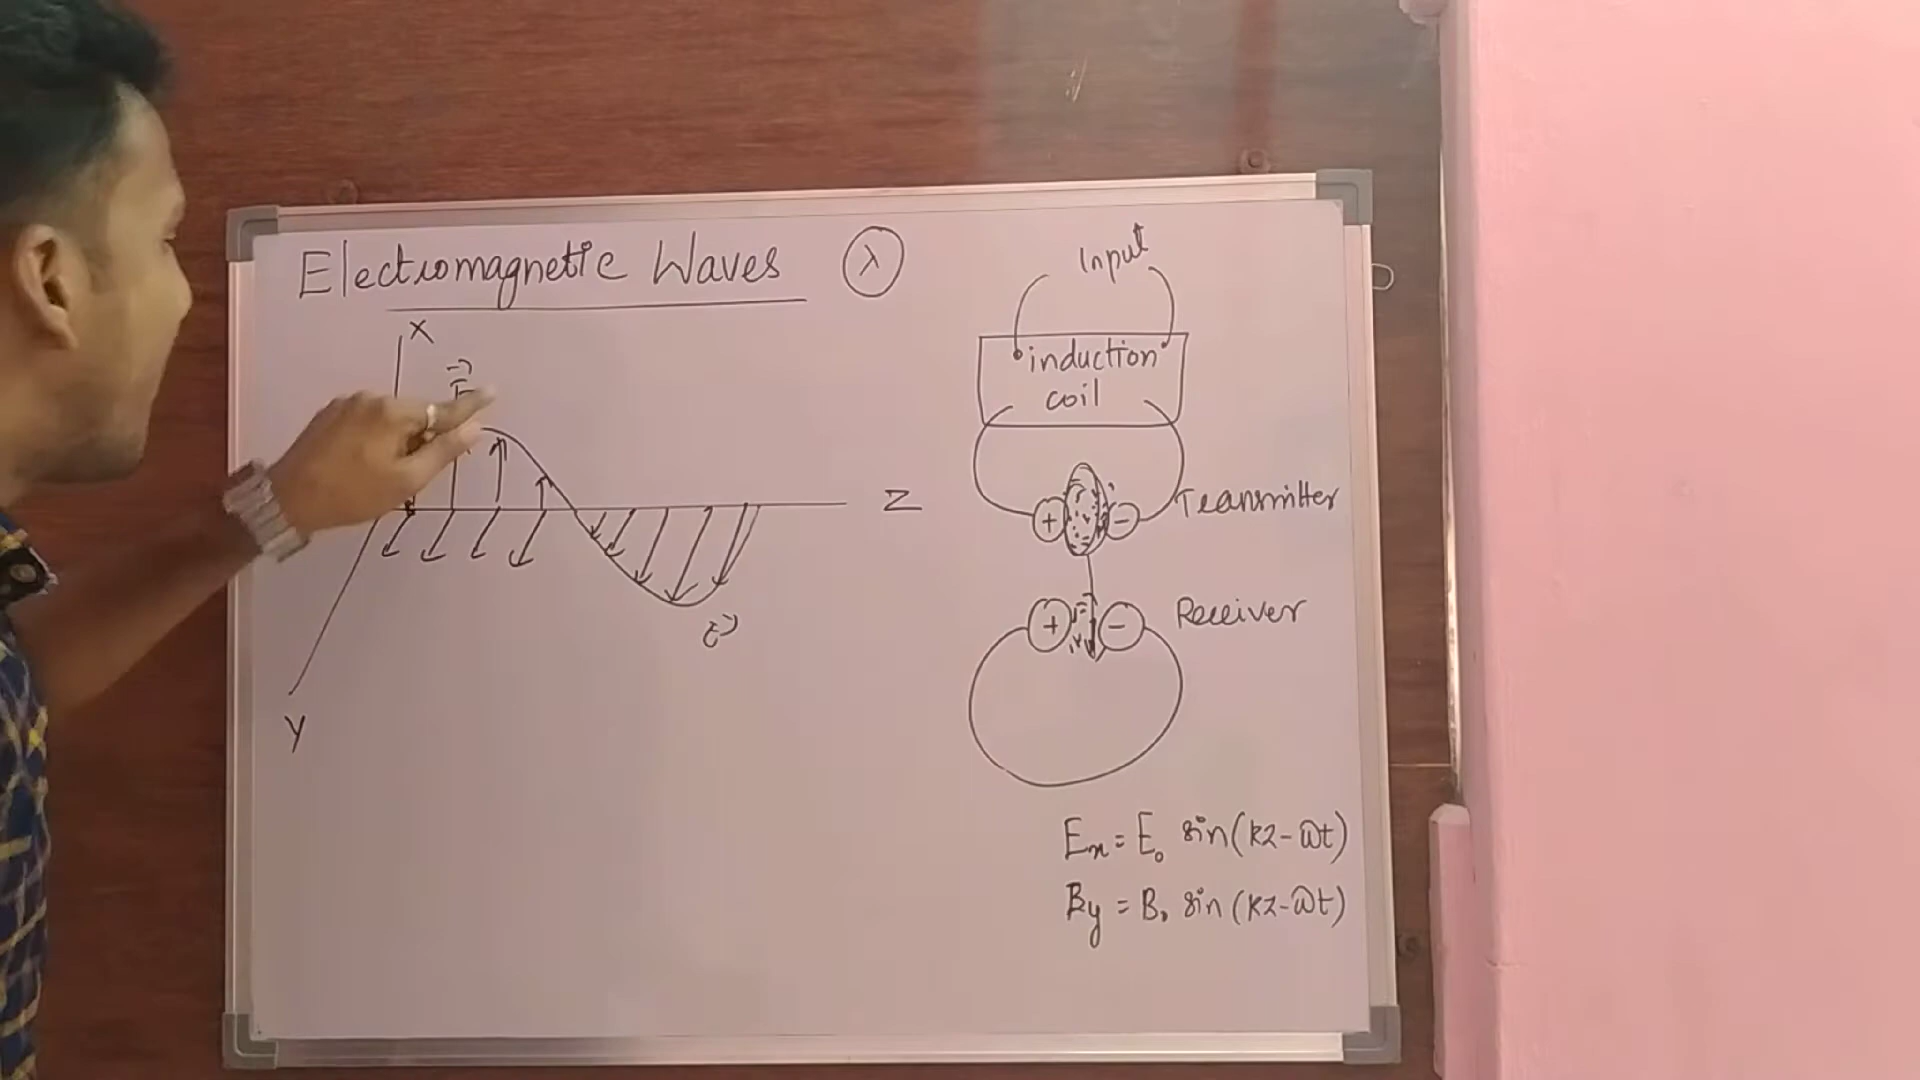 Electromagnetic Waves λ
X
Z
Y
Input
induction
coil
+ − Transmitter
+ − Receiver
Ex = E₀ sin(kz-ωt)
By = B₀ sin(kz-ωt)